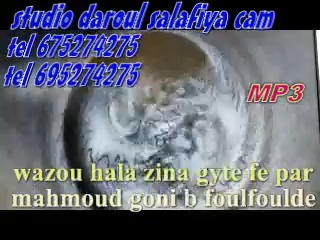 studio daroul salafiya cam
tel 675274275
tel 695274275
MP3
wazou hala zina gyte fe par
mahmoud goni b foulfoulde